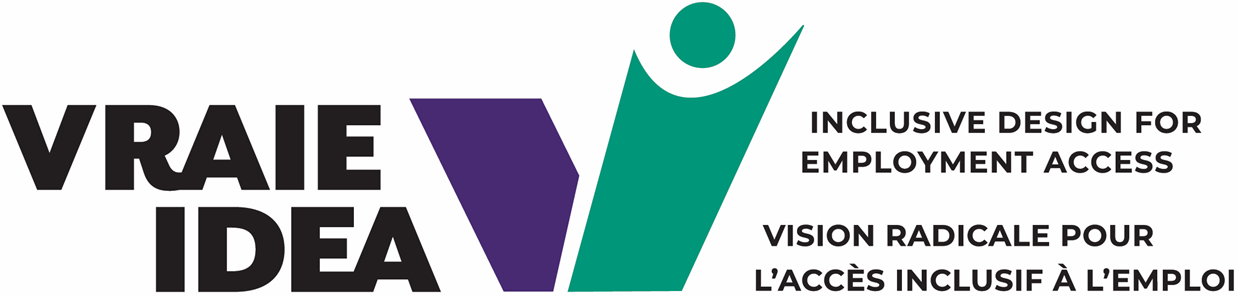 VRAIE
IDEA
INCLUSIVE DESIGN FOR
EMPLOYMENT ACCESS
VISION RADICALE POUR
L'ACCÈS INCLUSIF À L'EMPLOI